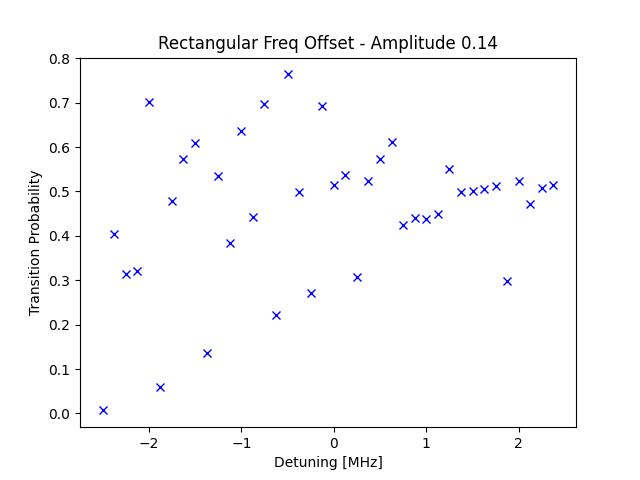 Rectangular Freq Offset - Amplitude 0.14
0.8
0.7
0.6
0.5
0.4
0.3
0.2
0.1
0.0
Transition Probability
−2 −1 0 1 2
Detuning [MHz]